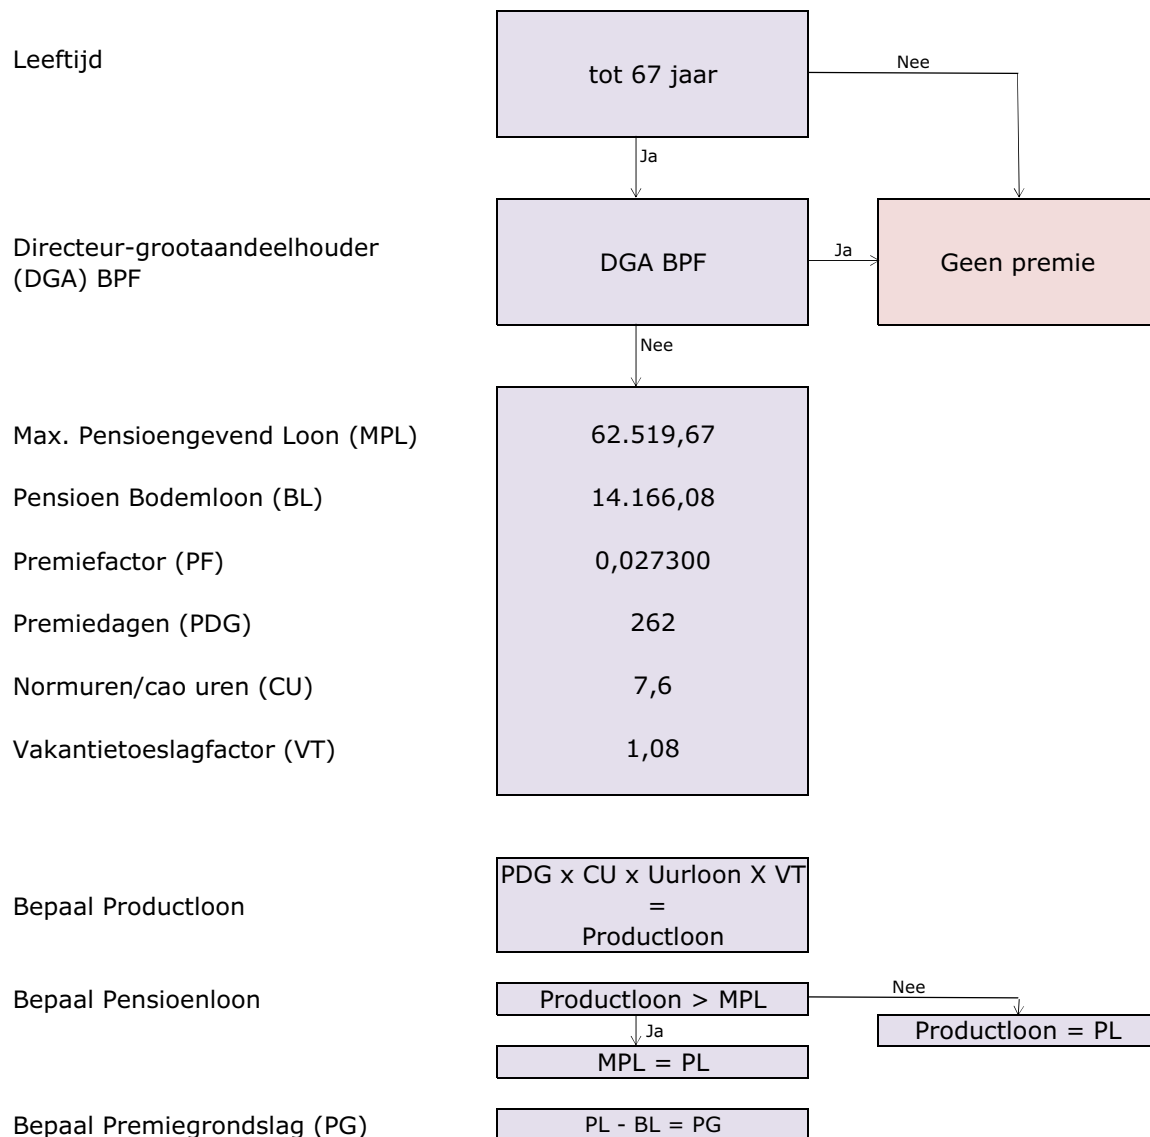 Leeftijd
tot 67 jaar
Nee
Ja
Directeur-grootaandeelhouder
(DGA) BPF
DGA BPF
Ja
Geen premie
Nee
Max. Pensioengevend Loon (MPL)
62.519,67
Pensioen Bodemloon (BL)
14.166,08
Premiefactor (PF)
0,027300
Premiedagen (PDG)
262
Normuren/cao uren (CU)
7,6
Vakantietoeslagfactor (VT)
1,08
Bepaal Productloon
PDG x CU x Uurloon X VT
=
Productloon
Bepaal Pensioenloon
Productloon > MPL
Nee
Productloon = PL
Ja
MPL = PL
Bepaal Premiegrondslag (PG)
PL - BL = PG